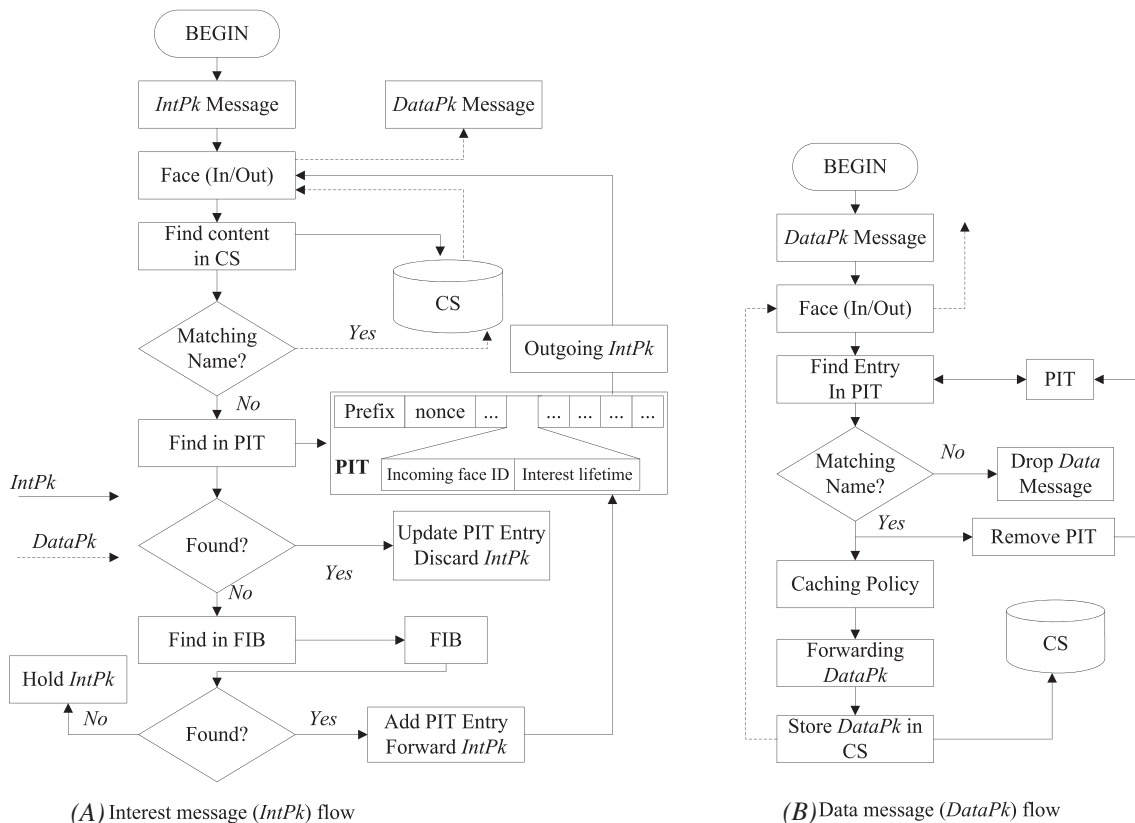 BEGIN
IntPk Message
DataPk Message
Face (In/Out)
Find content
in CS
CS
Matching
Name?
Yes
No
Outgoing IntPk
Find in PIT
Prefix nonce ... ... ... ... ...
PIT
Incoming face ID Interest lifetime
IntPk
DataPk
Found?
Yes
Update PIT Entry
Discard IntPk
No
Find in FIB
FIB
Hold IntPk
No
Found?
Yes
Add PIT Entry
Forward IntPk
(A) Interest message (IntPk) flow
BEGIN
DataPk Message
Face (In/Out)
Find Entry
In PIT
PIT
Matching
Name?
No
Drop Data
Message
Yes
Remove PIT
Caching Policy
CS
Forwarding
DataPk
Store DataPk in
CS
(B) Data message (DataPk) flow